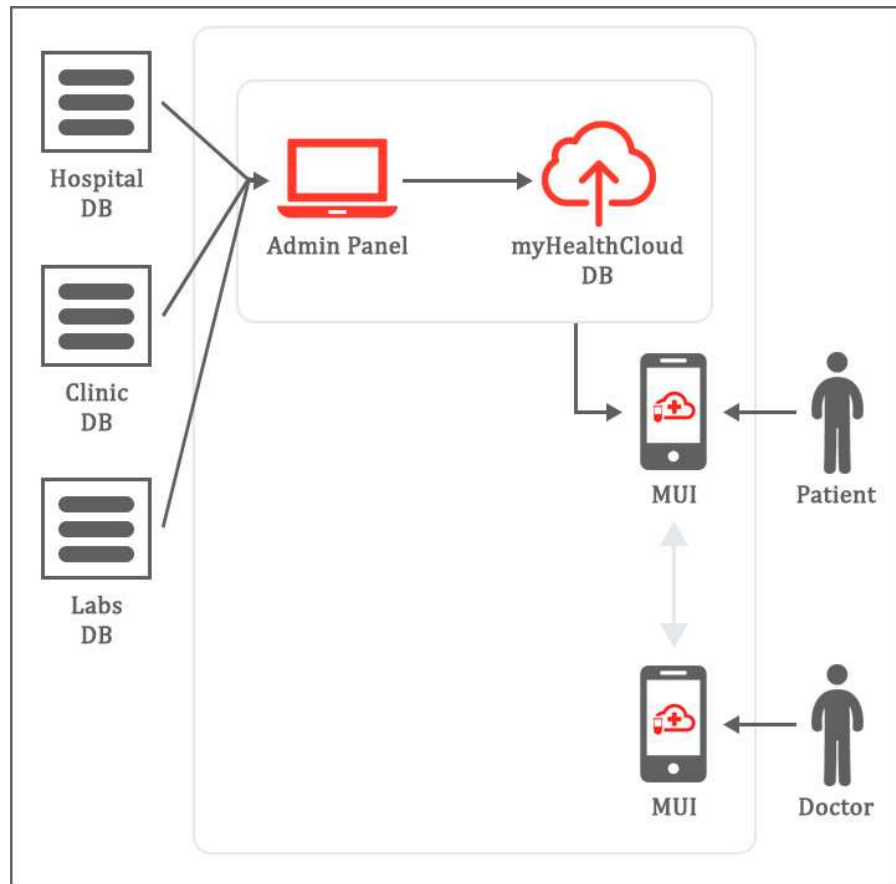 Hospital
DB
Admin Panel
myHealthCloud
DB
Clinic
DB
MUI
Patient
Labs
DB
MUI
Doctor